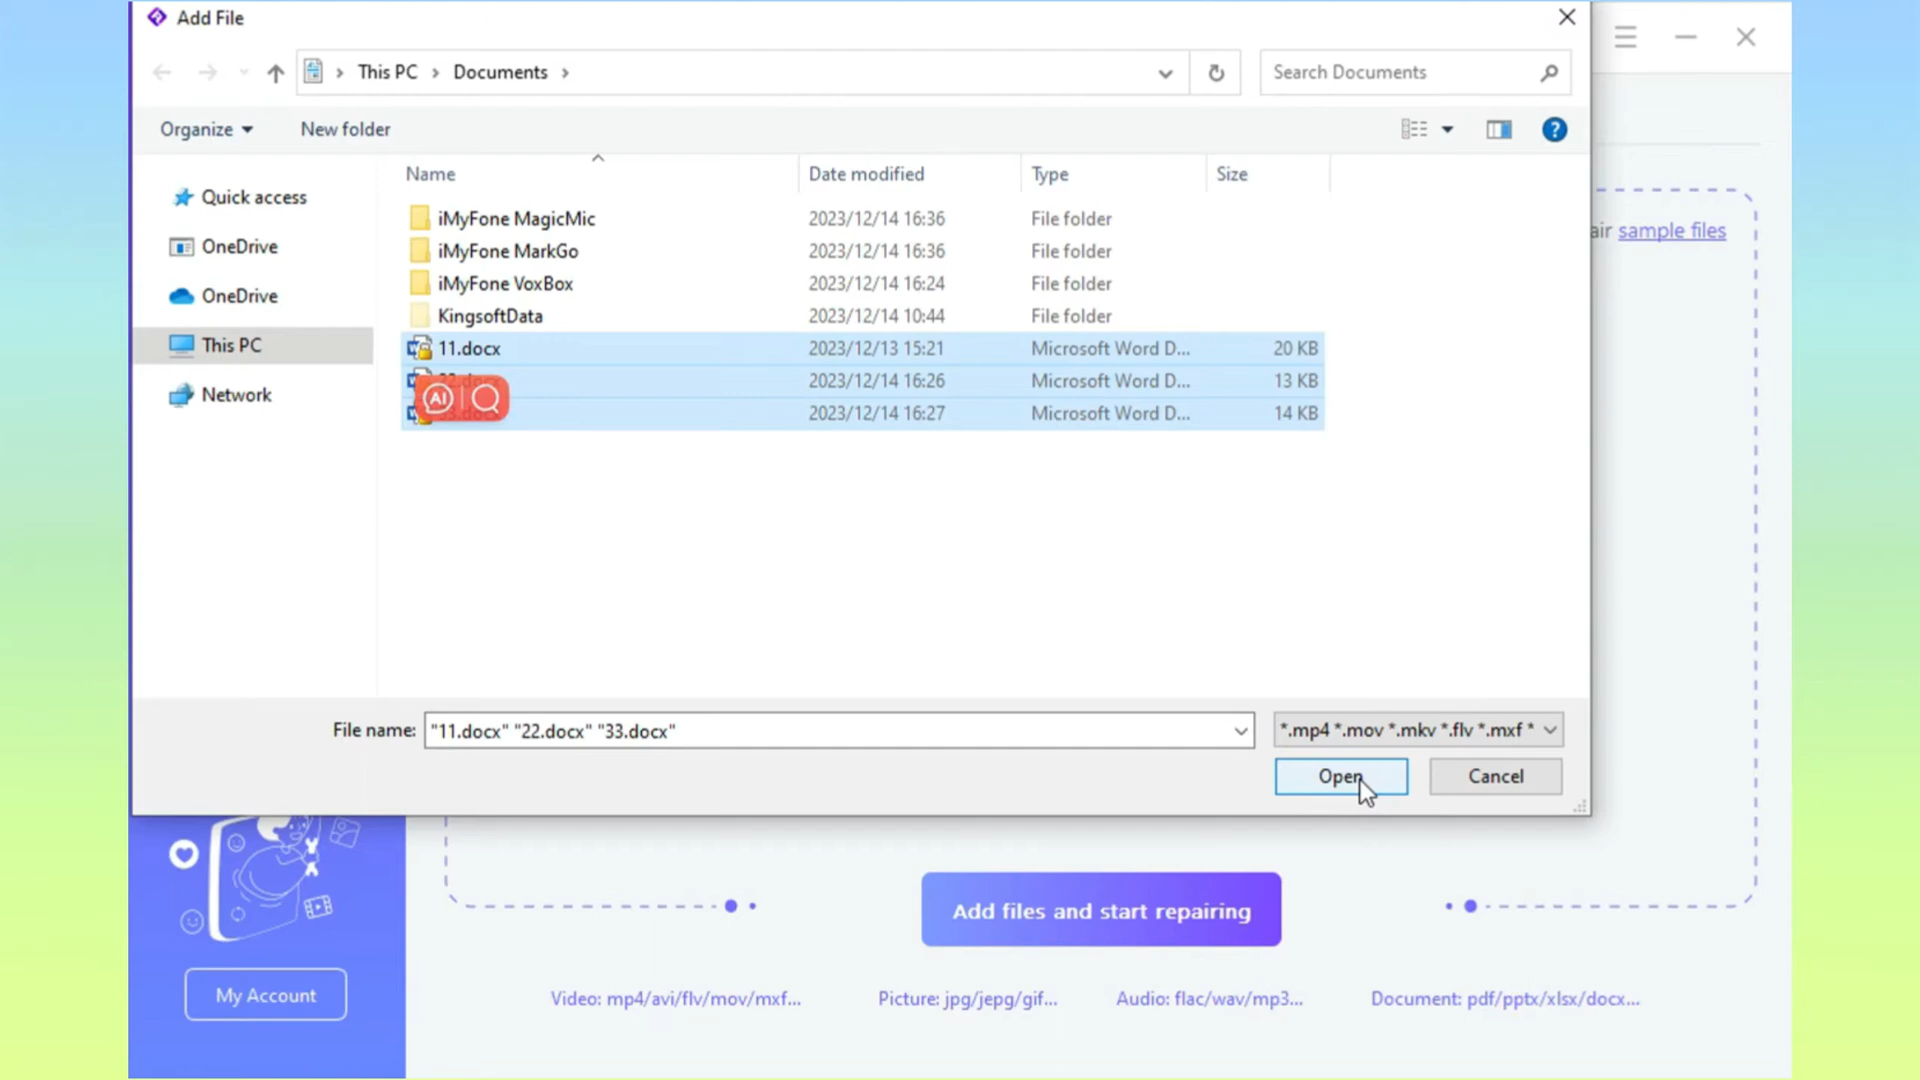 Add File
This PC
Documents
Search Documents
Organize
New folder
Name
Date modified
Type
Size
Quick access
OneDrive
OneDrive
This PC
Network
iMyFone MagicMic 2023/12/14 16:36 File folder
iMyFone MarkGo 2023/12/14 16:36 File folder
iMyFone VoxBox 2023/12/14 16:24 File folder
KingsoftData 2023/12/14 10:44 File folder
11.docx 2023/12/13 15:21 Microsoft Word D... 20 KB
2023/12/14 16:26 Microsoft Word D... 13 KB
2023/12/14 16:27 Microsoft Word D... 14 KB
AI
air sample files
File name: "11.docx" "22.docx" "33.docx"
*.mp4 *.mov *.mkv *.flv *.mxf *
Open
Cancel
Add files and start repairing
My Account
Video: mp4/avi/flv/mov/mxf...
Picture: jpg/jepg/gif...
Audio: flac/wav/mp3...
Document: pdf/pptx/xlsx/docx...